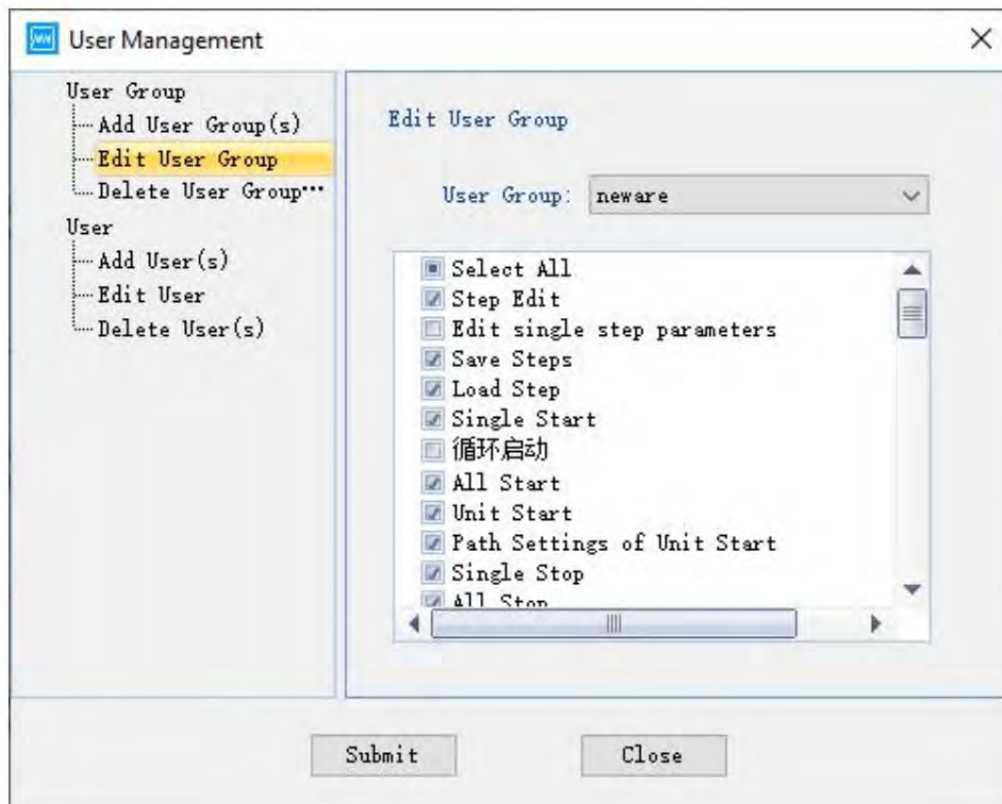 User Management
User Group
Add User Group(s)
Edit User Group
Delete User Group…
User
Add User(s)
Edit User
Delete User(s)
Edit User Group
User Group: neware
Select All
Step Edit
Edit single step parameters
Save Steps
Load Step
Single Start
循环启动
All Start
Unit Start
Path Settings of Unit Start
Single Stop
All Stop
Submit
Close